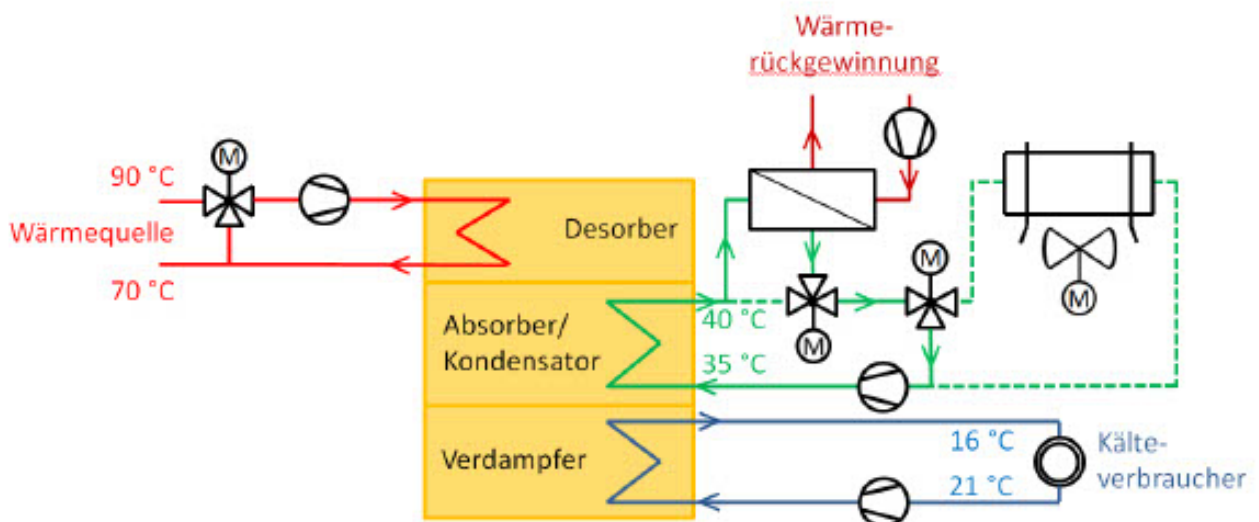 Wärme-
rückgewinnung
M
90 °C
Wärmequelle
70 °C
Desorber
M
M
M
40 °C
Absorber/
Kondensator
35 °C
Verdampfer
16 °C
21 °C
Kälte-
verbraucher